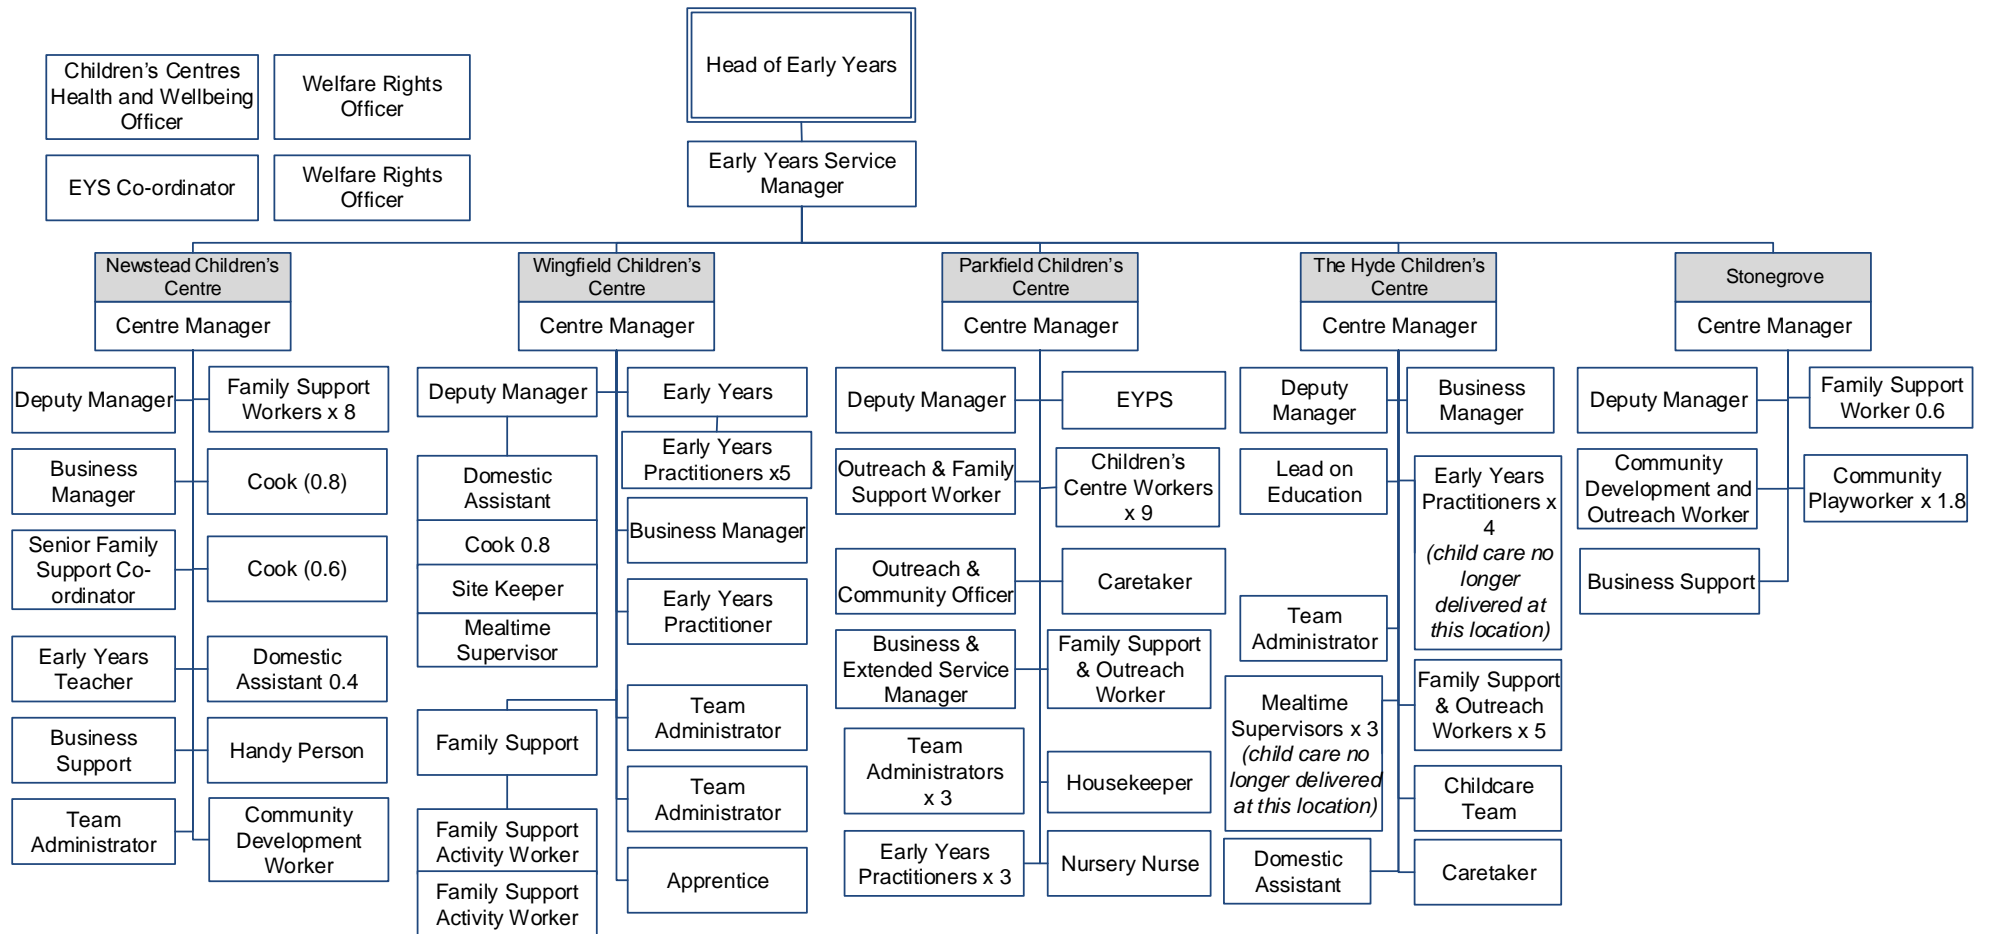 Head of Early Years
Children's Centres
Health and Wellbeing
Officer
Welfare Rights
Officer
EYS Co-ordinator
Welfare Rights
Officer
Early Years Service
Manager
Newstead Children's
Centre
Centre Manager
Deputy Manager
Family Support
Workers x 8
Business
Manager
Cook (0.8)
Senior Family
Support Co-
ordinator
Cook (0.6)
Early Years
Teacher
Domestic
Assistant 0.4
Business
Support
Handy Person
Team
Administrator
Community
Development
Worker
Wingfield Children's
Centre
Centre Manager
Deputy Manager
Early Years
Early Years
Practitioners x5
Domestic
Assistant
Cook 0.8
Site Keeper
Mealtime
Supervisor
Business Manager
Early Years
Practitioner
Family Support
Team
Administrator
Team
Administrator
Family Support
Activity Worker
Family Support
Activity Worker
Apprentice
Parkfield Children's
Centre
Centre Manager
Deputy Manager
EYPS
Outreach & Family
Support Worker
Children's
Centre Workers
x 9
Outreach &
Community Officer
Caretaker
Business &
Extended Service
Manager
Family Support
& Outreach
Worker
Team
Administrators
x 3
Housekeeper
Early Years
Practitioners x 3
Nursery Nurse
The Hyde Children's
Centre
Centre Manager
Deputy
Manager
Business
Manager
Lead on
Education
Early Years
Practitioners x
4
(child care no
longer
delivered at
this location)
Team
Administrator
Mealtime
Supervisors x 3
(child care no
longer delivered
at this location)
Family Support
& Outreach
Workers x 5
Childcare
Team
Domestic
Assistant
Caretaker
Stonegrove
Centre Manager
Deputy Manager
Family Support
Worker 0.6
Community
Development and
Outreach Worker
Community
Playworker x 1.8
Business Support